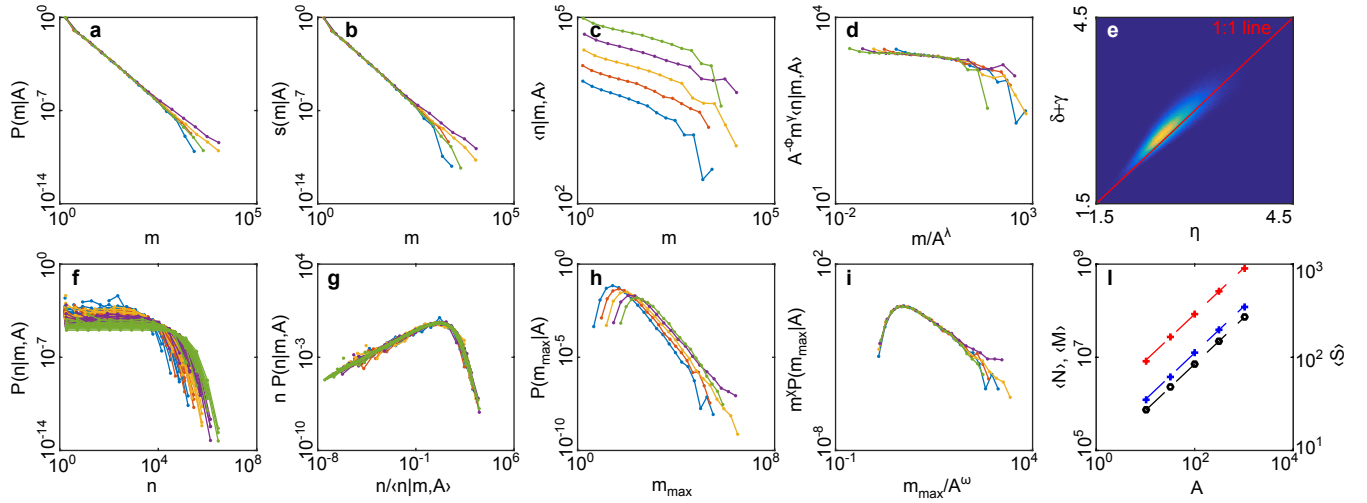 a
P(m|A)
10^0
10^-7
10^-14
10^0
10^5
m
b
s(m|A)
10^0
10^-7
10^-14
10^0
10^5
m
c
⟨n|m,A⟩
10^5
10^2
10^0
10^5
m
d
A^-Φ m^γ⟨n|m,A⟩
10^4
10^1
10^-2
10^3
m/A^λ
e
1:1 line
δ+γ
4.5
1.5
1.5
4.5
η
f
P(n|m,A)
10^0
10^-7
10^-14
10^0
10^4
10^8
n
g
n P(n|m,A)
10^4
10^-3
10^-10
10^-8
10^-1
10^6
n/⟨n|m,A⟩
h
P(m_max|A)
10^0
10^-5
10^-10
10^0
10^8
m_max
i
m^χP(m_max|A)
10^2
10^-8
10^-1
10^4
m_max/A^ω
l
⟨N⟩, ⟨M⟩
10^9
10^7
10^5
10^3
10^2
10^1
⟨S⟩
10^0
10^2
10^4
A